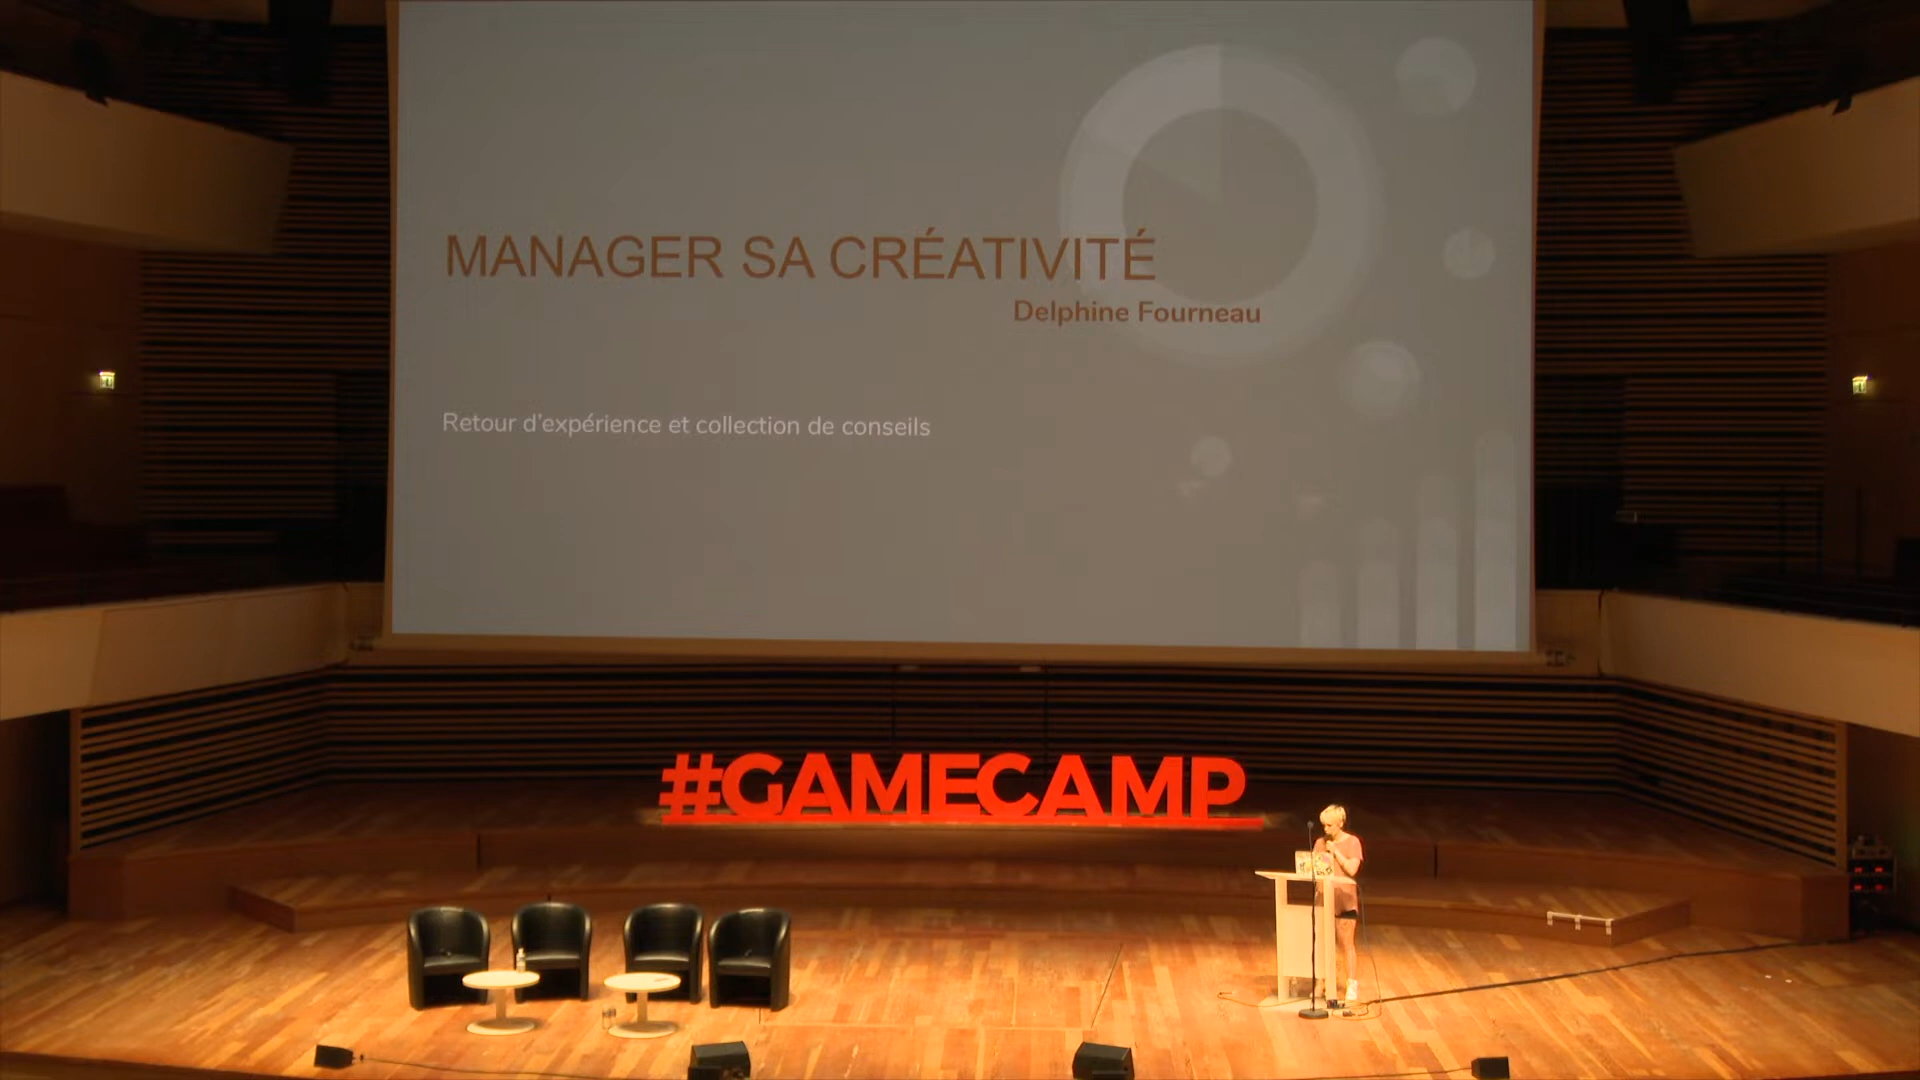 MANAGER SA CRÉATIVITÉ
Delphine Fourneau
Retour d'expérience et collection de conseils
#GAMECAMP